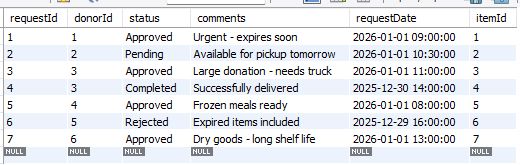 requestId donorId status comments requestDate itemId
1 1 Approved Urgent - expires soon 2026-01-01 09:00:00 1
2 2 Pending Available for pickup tomorrow 2026-01-01 10:30:00 2
3 3 Approved Large donation - needs truck 2026-01-01 11:00:00 3
4 3 Completed Successfully delivered 2025-12-30 14:00:00 4
5 4 Approved Frozen meals ready 2026-01-01 08:00:00 5
6 5 Rejected Expired items included 2025-12-29 16:00:00 6
7 6 Approved Dry goods - long shelf life 2026-01-01 13:00:00 7
NULL NULL NULL NULL NULL NULL